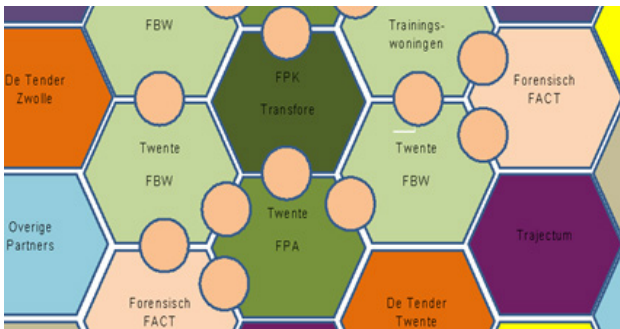 FBW
Trainings-
woningen
De Tender
Zwolle
FPK
Transfore
Forensisch
FACT
Twente
FBW
Twente
FBW
Overige
Partners
Twente
FPA
Trajectum
Forensisch
FACT
De Tender
Twente